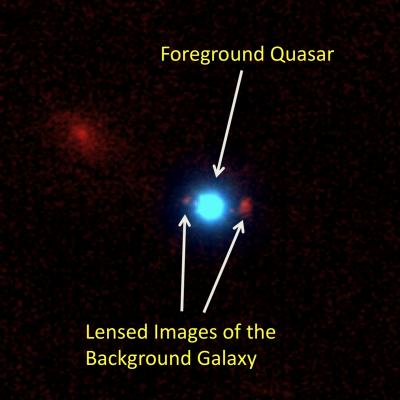 Foreground Quasar
Lensed Images of the
Background Galaxy